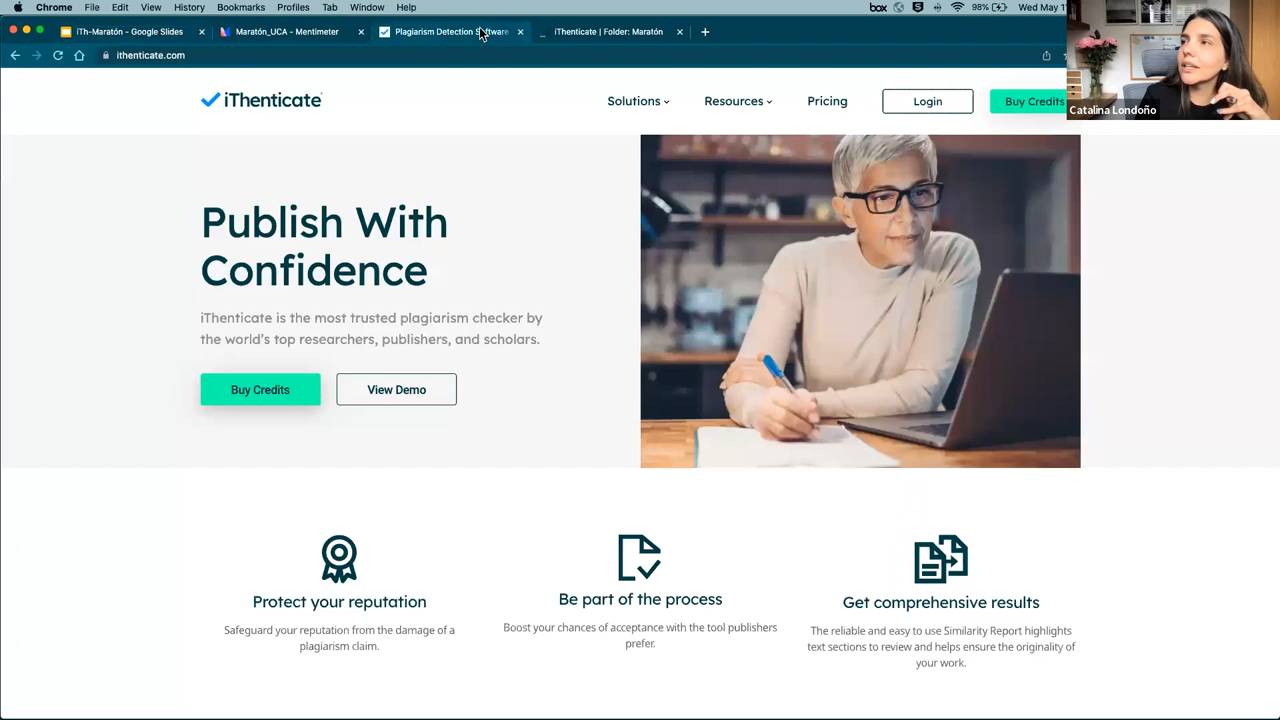 Chrome File Edit View History Bookmarks Profiles Tab Window Help box 98% Wed May
iTh-Maratón - Google Slides Maratón_UCA - Mentimeter Plagiarism Detection Software iThenticate | Folder: Maratón
ithenticate.com
Catalina Londoño
iThenticate Solutions Resources Pricing Login Buy Credits
Publish With
Confidence
iThenticate is the most trusted plagiarism checker by
the world's top researchers, publishers, and scholars.
Buy Credits View Demo
Protect your reputation
Safeguard your reputation from the damage of a
plagiarism claim.
Be part of the process
Boost your chances of acceptance with the tool publishers
prefer.
Get comprehensive results
The reliable and easy to use Similarity Report highlights
text sections to review and helps ensure the originality of
your work.